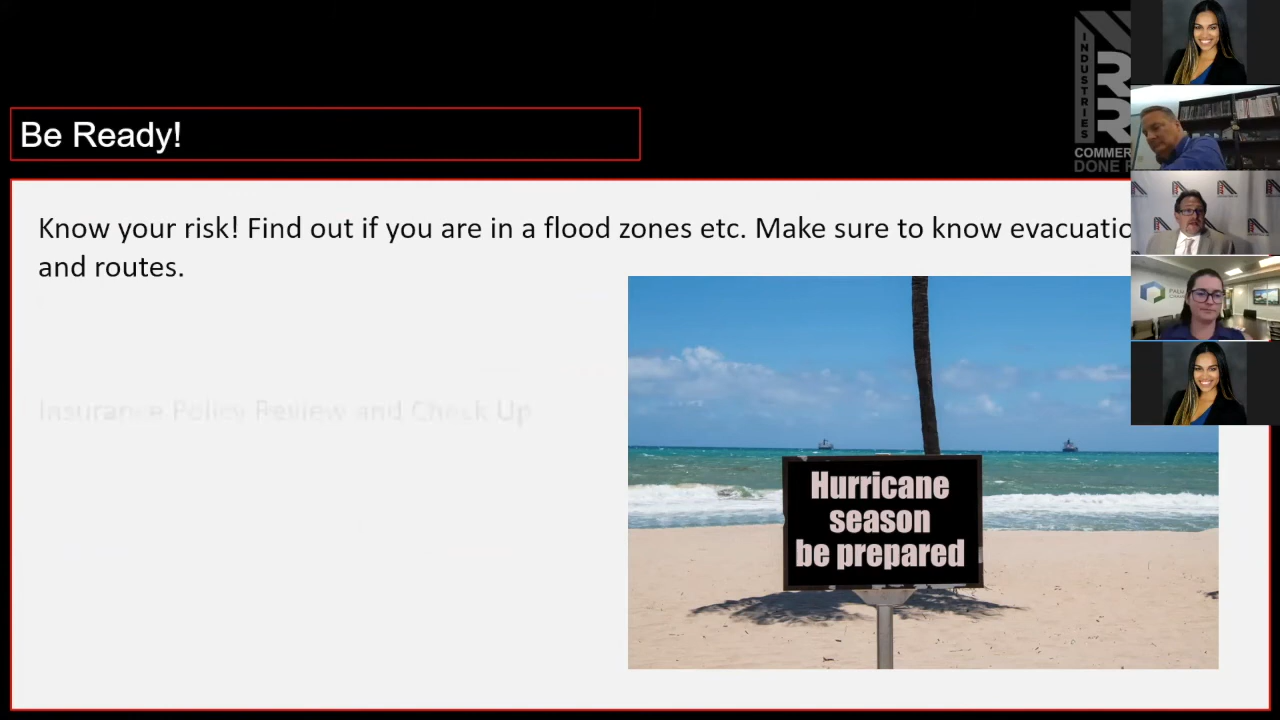 Be Ready!
INDUSTRIES
COMMER
DONE
Know your risk! Find out if you are in a flood zones etc. Make sure to know evacuatio
and routes.
Insurance Policy Review and Check Up
Hurricane
season
be prepared